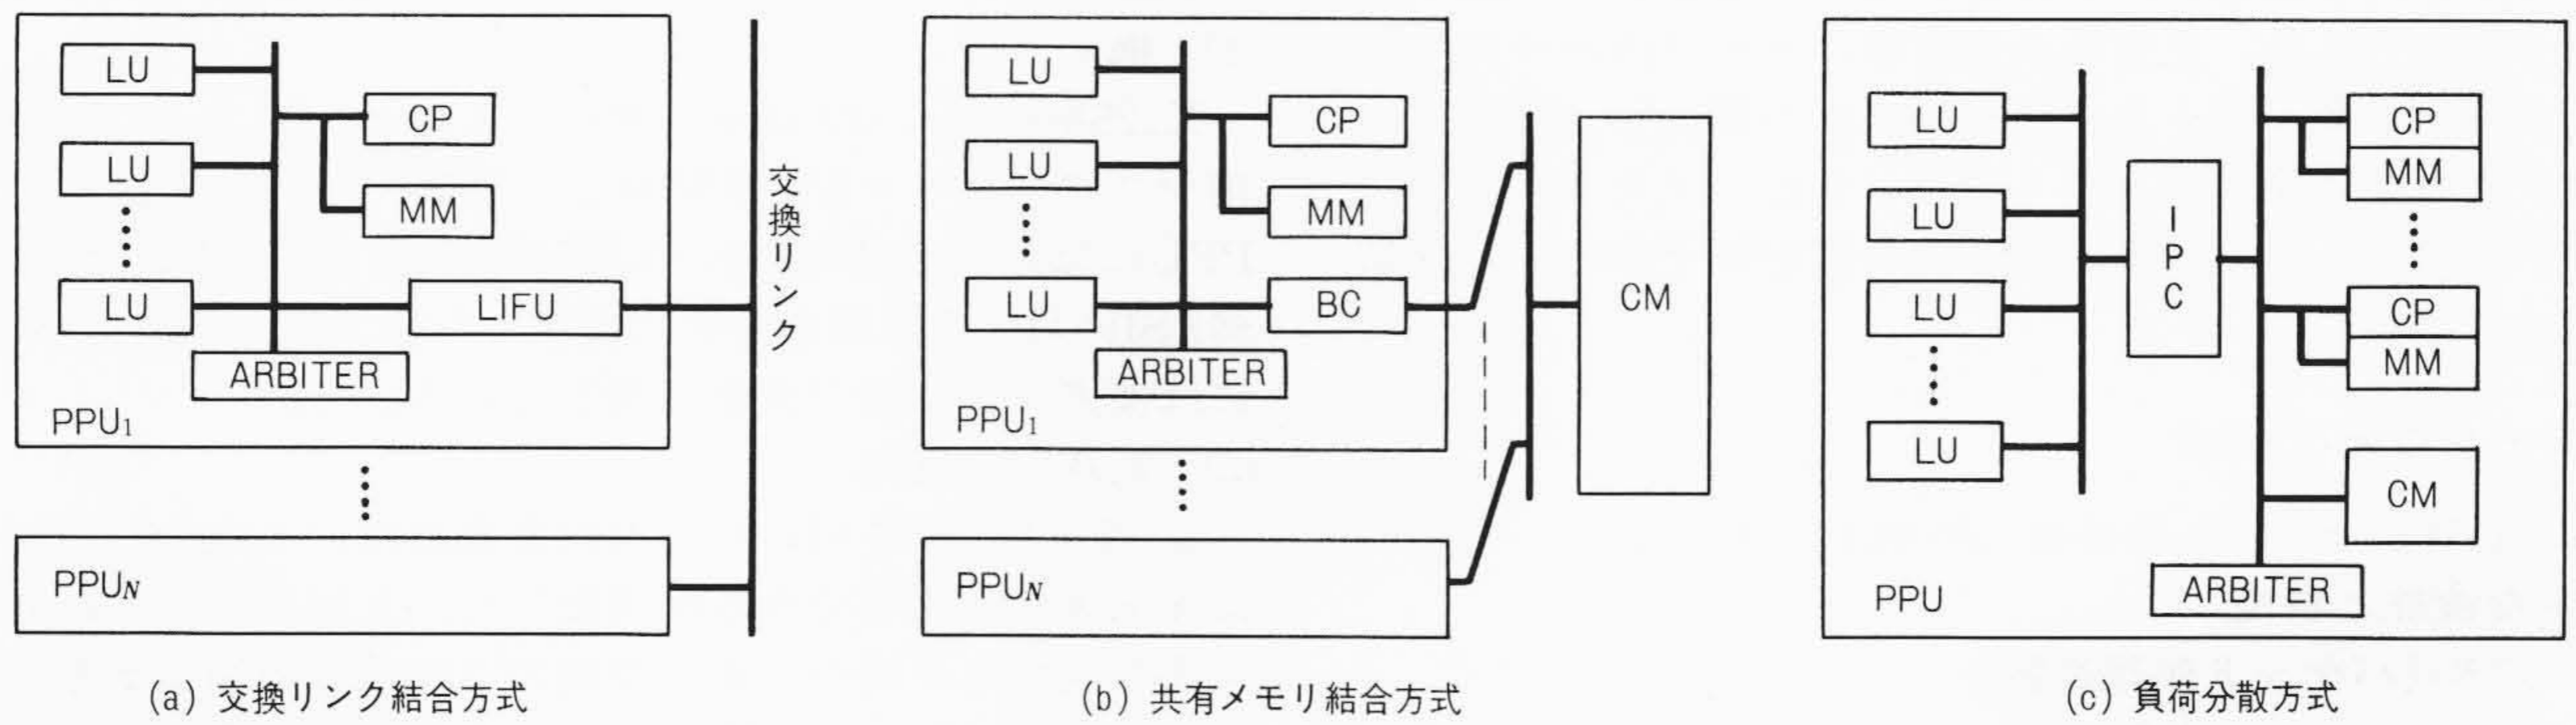 LU
CP
LU
MM
LU
LIFU
ARBITER
PPU1
PPUN
交換リンク
(a) 交換リンク結合方式
LU
CP
LU
MM
LU
BC
ARBITER
PPU1
PPUN
CM
(b) 共有メモリ結合方式
LU
LU
LU
LU
IPC
CP
MM
CP
MM
CM
ARBITER
PPU
(c) 負荷分散方式